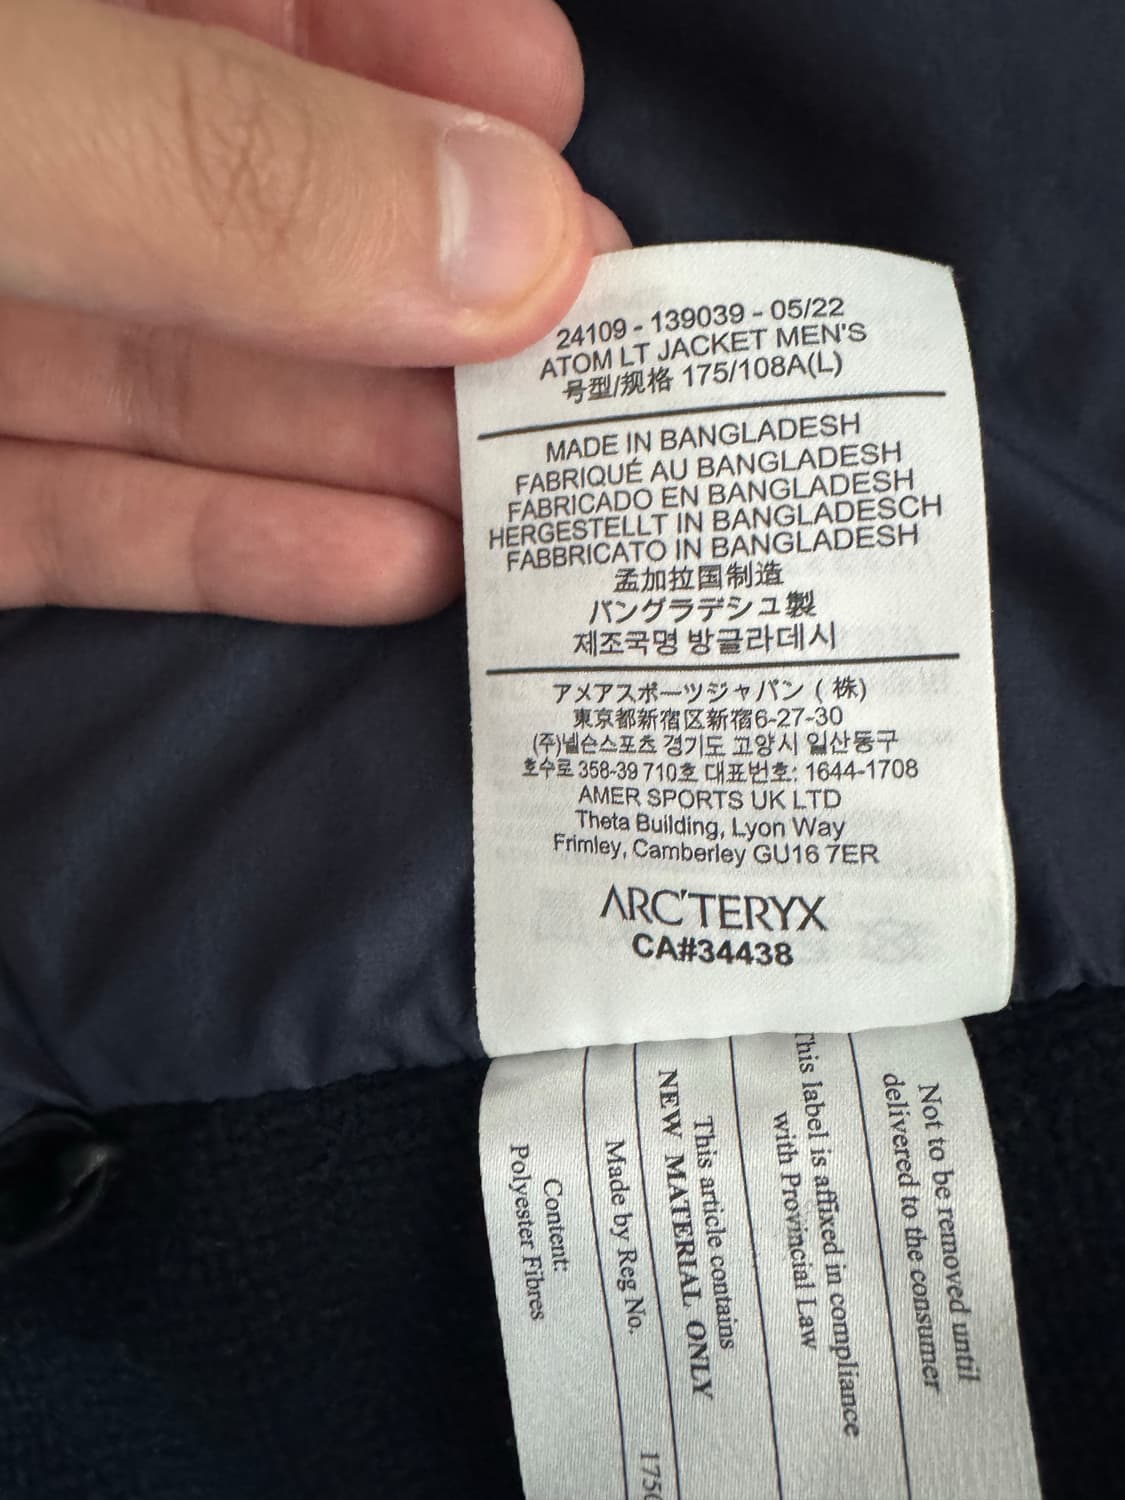 24109 - 139039 - 05/22
ATOM LT JACKET MEN'S
号型/规格 175/108A(L)
MADE IN BANGLADESH
FABRIQUÉ AU BANGLADESH
FABRICADO EN BANGLADESH
HERGESTELLT IN BANGLADESCH
FABBRICATO IN BANGLADESH
孟加拉国制造
バングラデシュ製
제조국명 방글라데시
アメアスポーツジャパン ( 株)
東京都新宿区新宿6-27-30
(주)넬슨스포츠 경기도 고양시 일산동구
호수로 358-39 710호 대표번호: 1644-1708
AMER SPORTS UK LTD
Theta Building, Lyon Way
Frimley, Camberley GU16 7ER
ARC'TERYX
CA#34438
Not to be removed until
delivered to the consumer
This label is affixed in compliance
with Provincial Law
This article contains
NEW MATERIAL ONLY
Made by Reg No.
Content:
Polyester Fibres